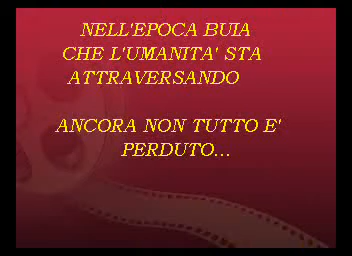 NELL'EPOCA BUIA
CHE L'UMANITA' STA
ATTRAVERSANDO
ANCORA NON TUTTO E'
PERDUTO...